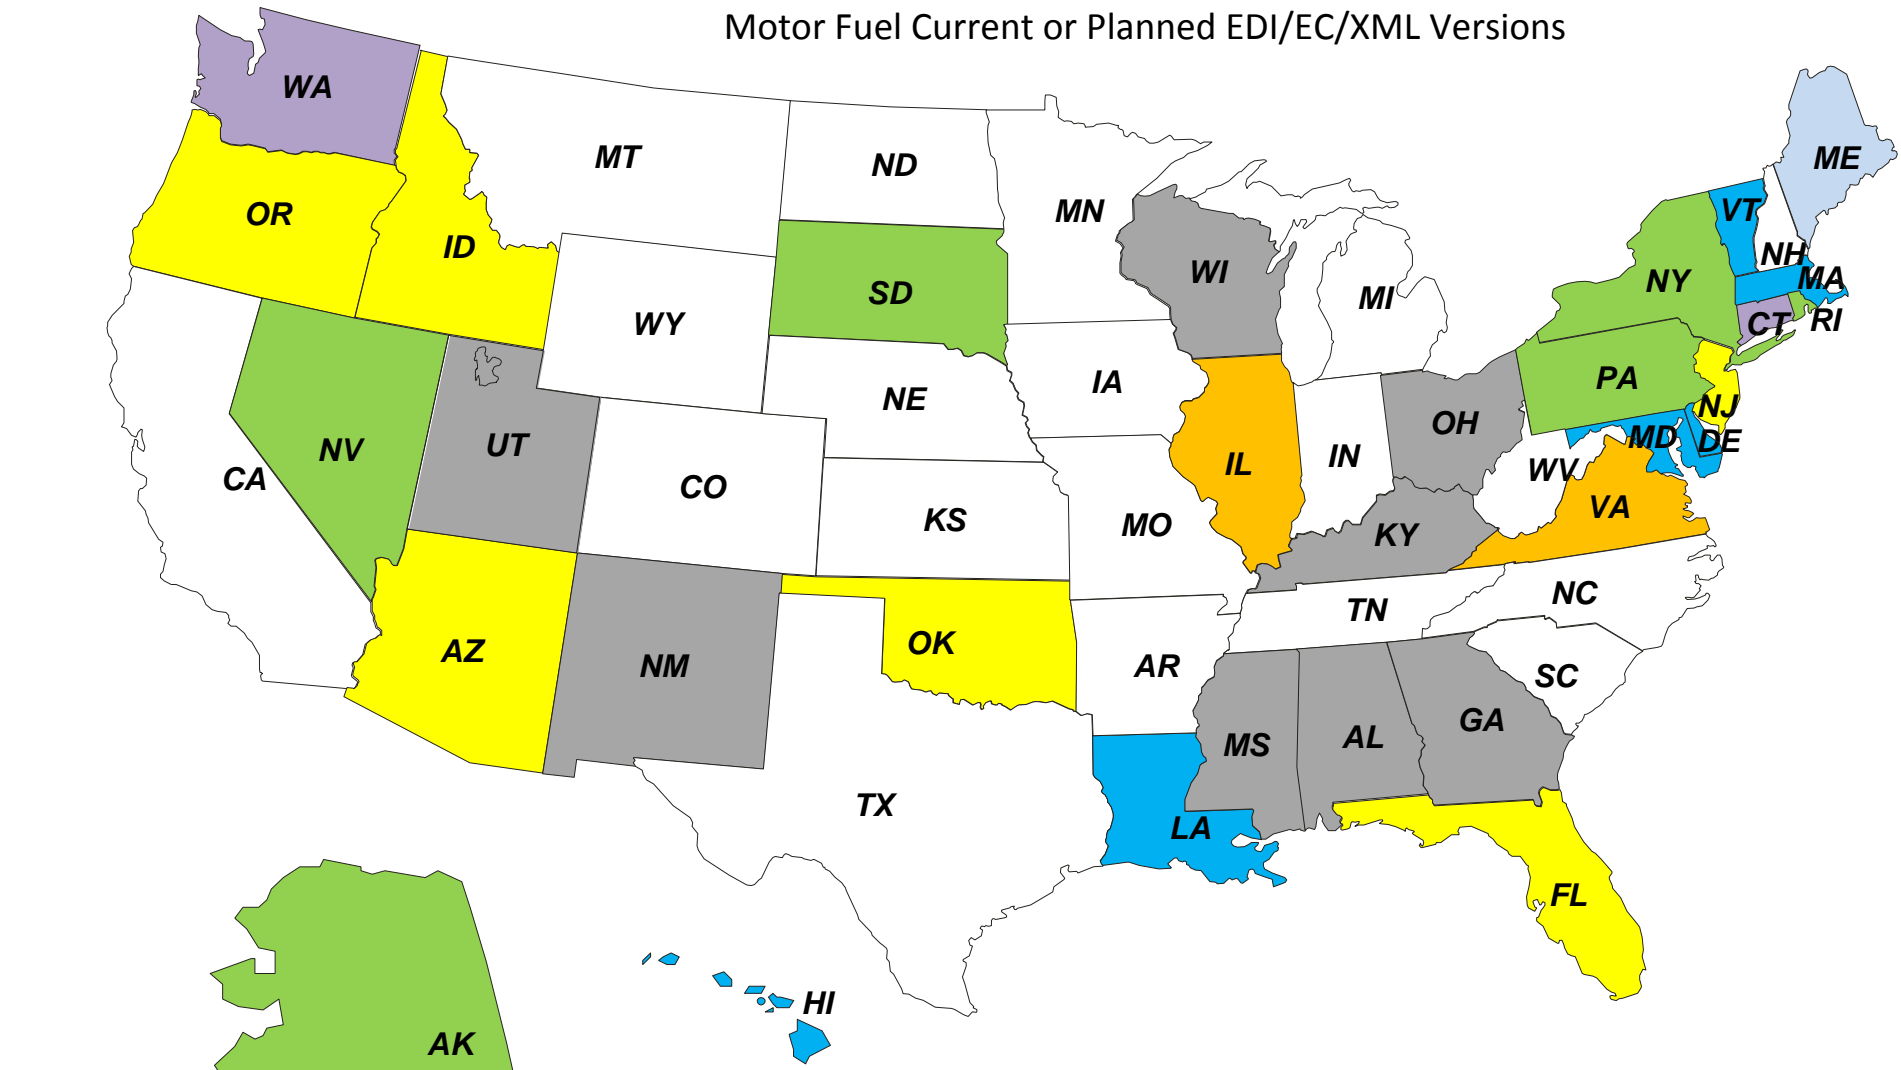 Motor Fuel Current or Planned EDI/EC/XML Versions
WA
MT
ND
ME
OR
ID
MN
VT
NH
SD
WI
MI
NY
MA
WY
CT
RI
IA
PA
NE
NJ
NV
UT
OH
MD
DE
CA
CO
IL
IN
WV
KS
MO
KY
VA
TN
NC
AZ
NM
OK
AR
SC
MS
AL
GA
TX
LA
FL
HI
AK